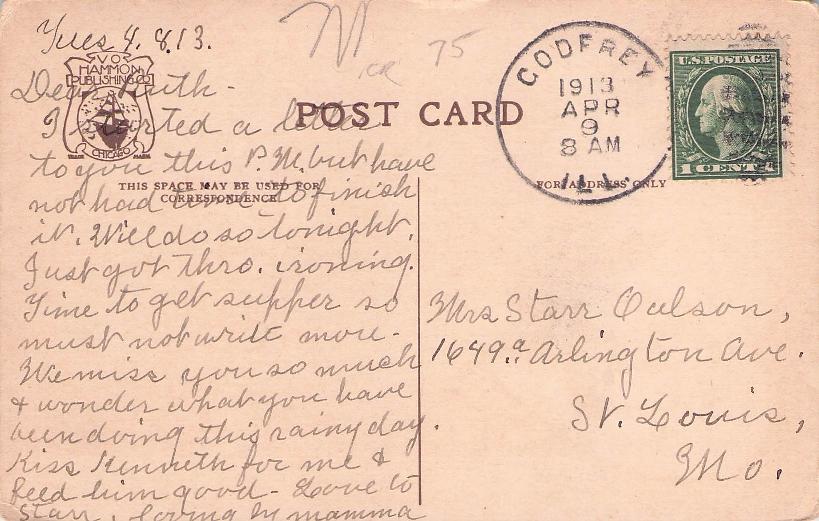 Tues 4.8.13.
V.O.
HAMMON
PUBLISHING CO
CHICAGO
TRADE MARK
75
POST CARD
GODFREY
1913
APR
9
8 AM
ILL.
U.S. POSTAGE
1 CENT
THIS SPACE MAY BE USED FOR
CORRESPONDENCE
FOR ADDRESS ONLY
Dear Ruth-
I started a letter
to you this P.M. but have
not had time to finish
it. Will do so tonight.
Just got thro. ironing.
Time to get supper so
must not write more-
We miss you so much
& wonder what you have
been doing this rainy day.
Kiss Kenneth for me &
feed him good- Love to
Starr, loving ly mamma
Mrs Starr Oulson,
1649.a Arlington Ave.
St. Louis,
Mo.